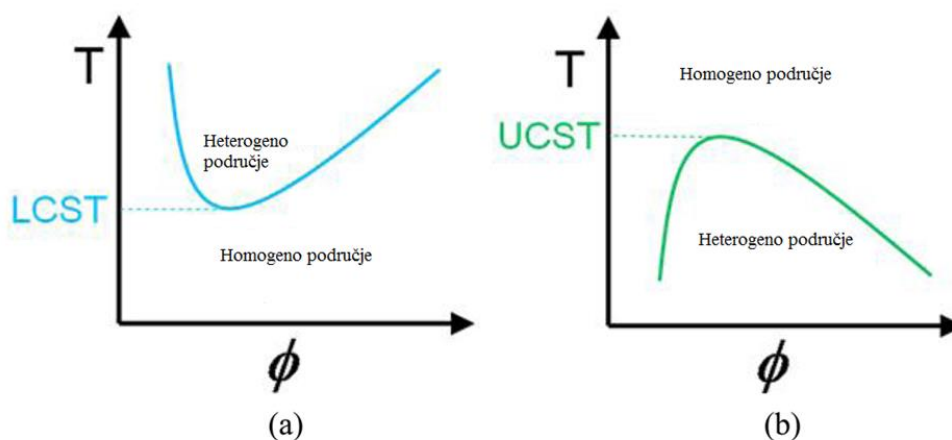 T
Heterogeno
područje
LCST
Homogeno područje
ϕ
(a)
T
Homogeno područje
UCST
Heterogeno područje
ϕ
(b)